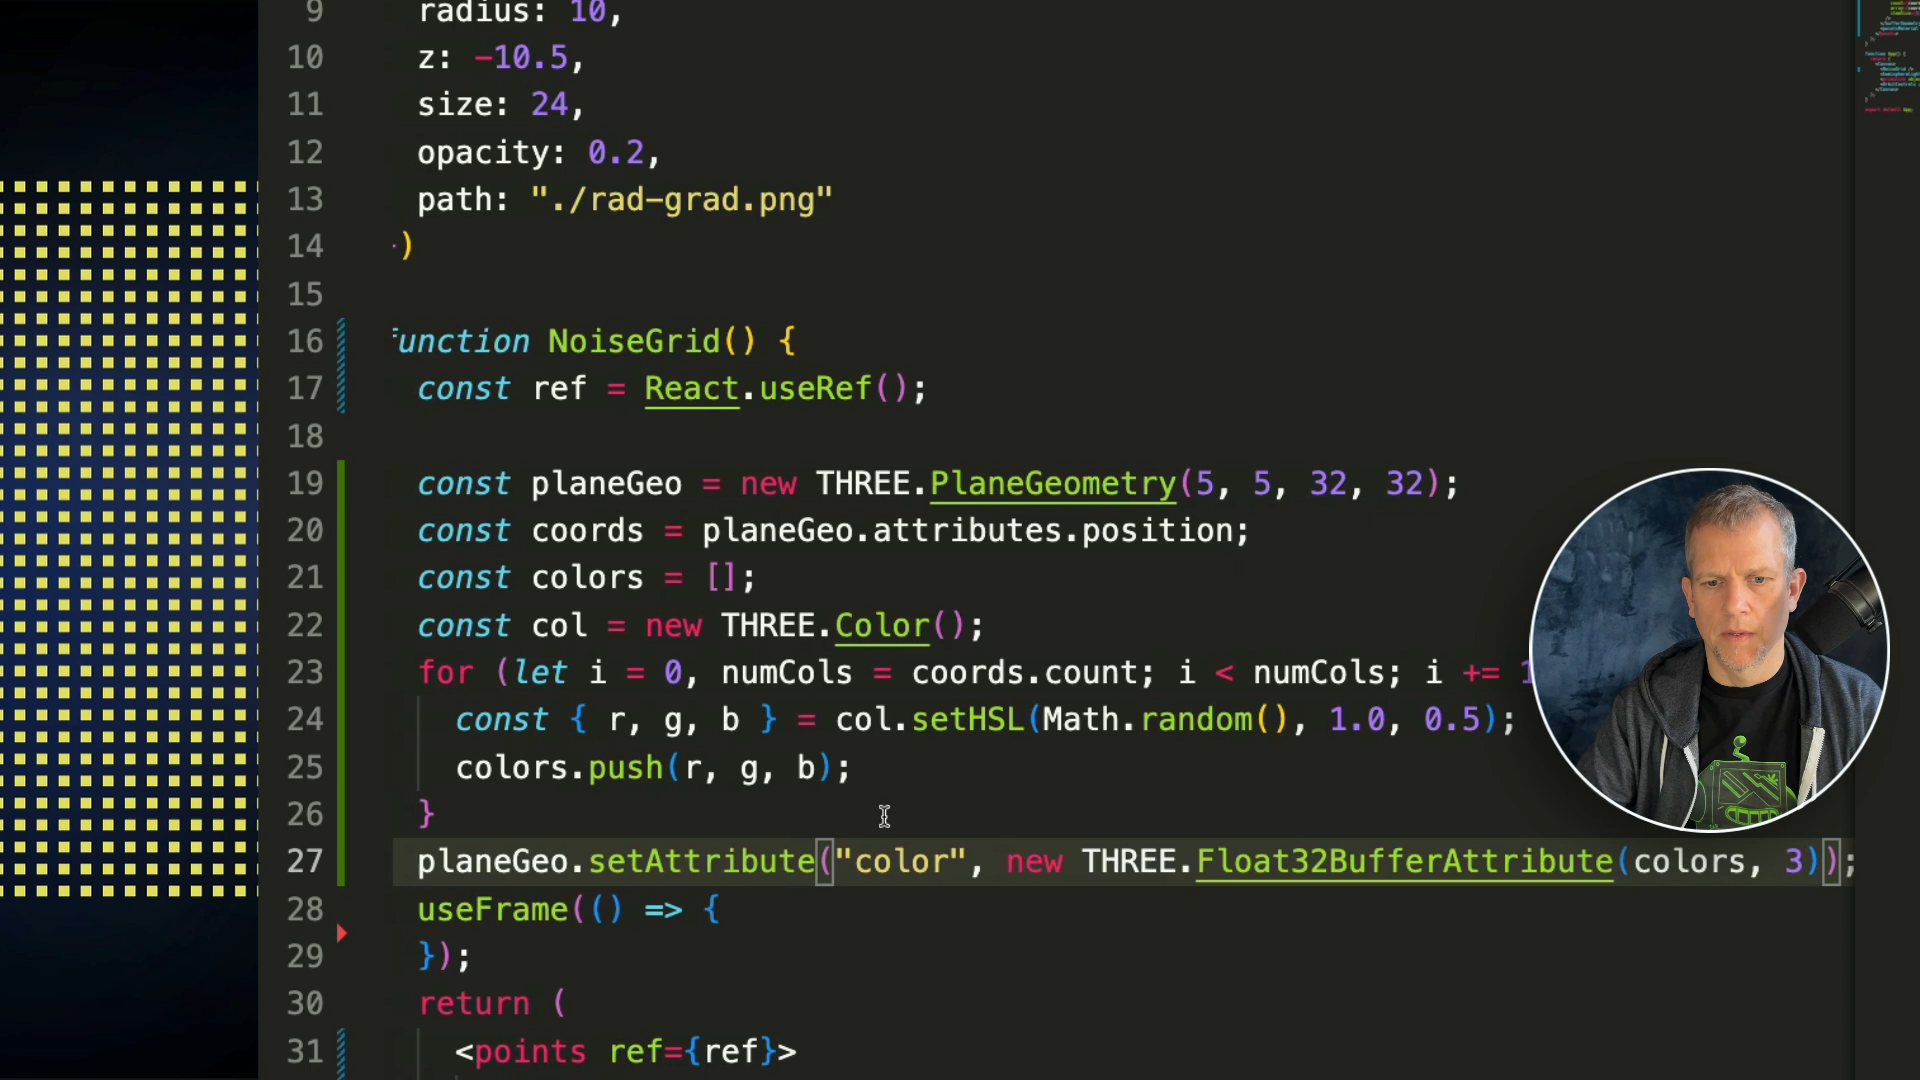 9 radius: 10,
10 z: -10.5,
11 size: 24,
12 opacity: 0.2,
13 path: "./rad-grad.png"
14 )
15
16 function NoiseGrid() {
17 const ref = React.useRef();
18
19 const planeGeo = new THREE.PlaneGeometry(5, 5, 32, 32);
20 const coords = planeGeo.attributes.position;
21 const colors = [];
22 const col = new THREE.Color();
23 for (let i = 0, numCols = coords.count; i < numCols; i += 1
24 const { r, g, b } = col.setHSL(Math.random(), 1.0, 0.5);
25 colors.push(r, g, b);
26 }
27 planeGeo.setAttribute("color", new THREE.Float32BufferAttribute(colors, 3));
28 useFrame(() => {
29 });
30 return (
31 <points ref={ref}>